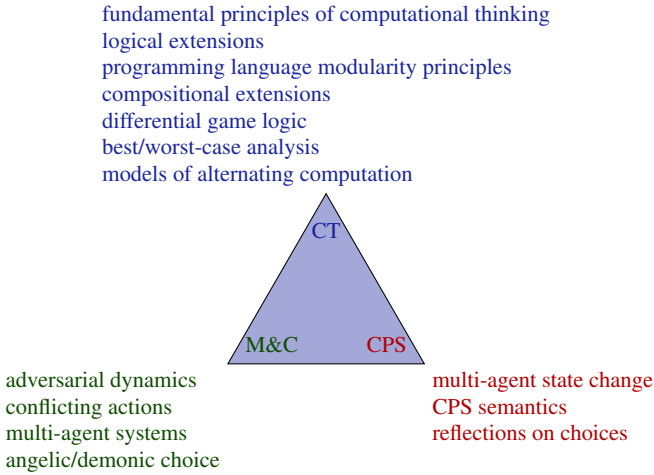 fundamental principles of computational thinking
logical extensions
programming language modularity principles
compositional extensions
differential game logic
best/worst-case analysis
models of alternating computation
CT
M&C
CPS
adversarial dynamics
conflicting actions
multi-agent systems
angelic/demonic choice
multi-agent state change
CPS semantics
reflections on choices